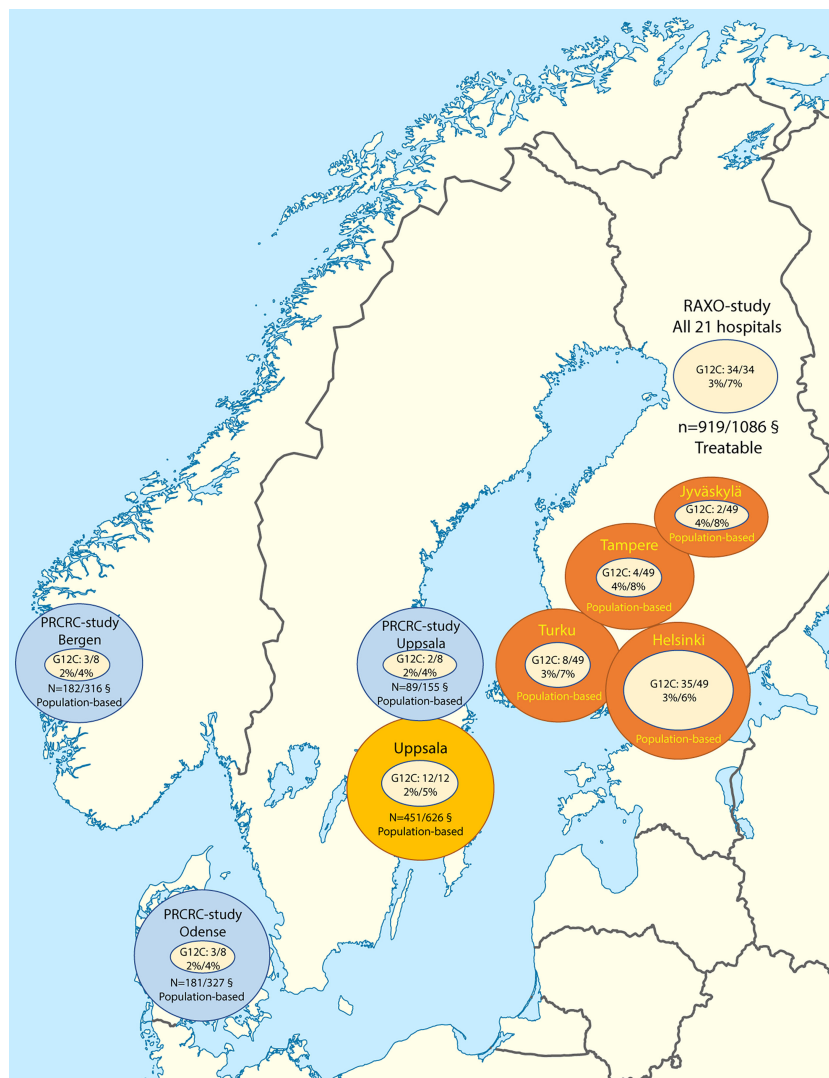 RAXO-study
All 21 hospitals
G12C: 34/34
3%/7%
n=919/1086 §
Treatable
Jyväskylä
G12C: 2/49
4%/8%
Population-based
Tampere
G12C: 4/49
4%/8%
Population-based
Turku
G12C: 8/49
3%/7%
Population-based
Helsinki
G12C: 35/49
3%/6%
Population-based
PRCRC-study
Bergen
G12C: 3/8
2%/4%
N=182/316 §
Population-based
PRCRC-study
Uppsala
G12C: 2/8
2%/4%
N=89/155 §
Population-based
Uppsala
G12C: 12/12
2%/5%
N=451/626 §
Population-based
PRCRC-study
Odense
G12C: 3/8
2%/4%
N=181/327 §
Population-based